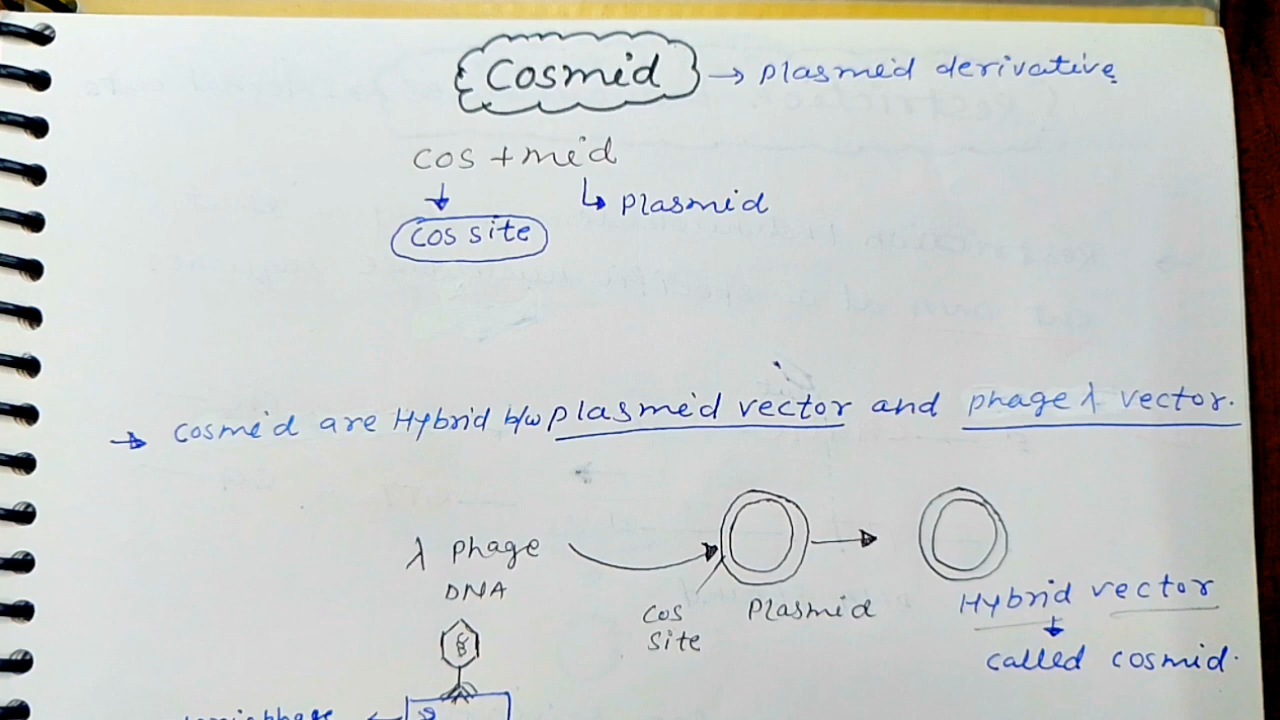 Cosmid → plasmid derivative
cos + mid
↓ ↳ plasmid
cos site
→ cosmid are Hybrid b/w plasmid vector and phage λ vector.
λ phage
DNA
cos
site
Plasmid
Hybrid vector
↓
called cosmid.